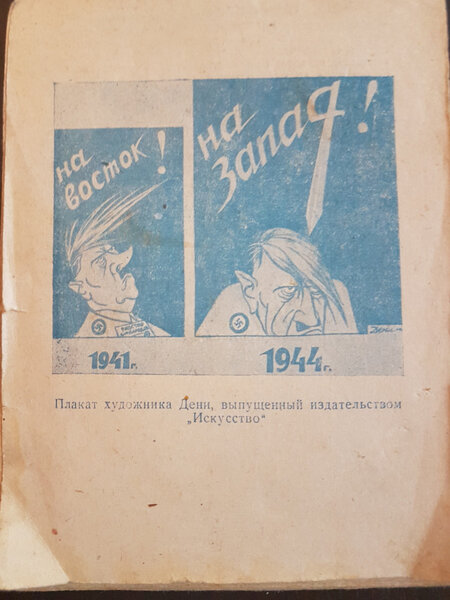 на
восток!
1941г.
на
запад!
Дени
1944г.
Плакат художника Дени, выпущенный издательством
„Искусство“